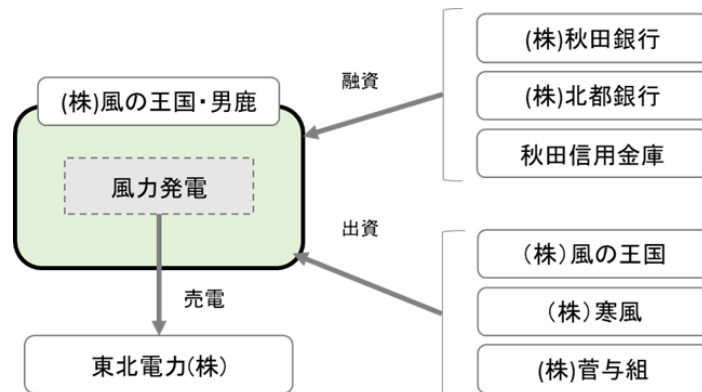 (株)秋田銀行
(株)北都銀行
秋田信用金庫
融資
(株)風の王国・男鹿
風力発電
売電
東北電力(株)
出資
（株）風の王国
（株）寒風
(株)菅与組